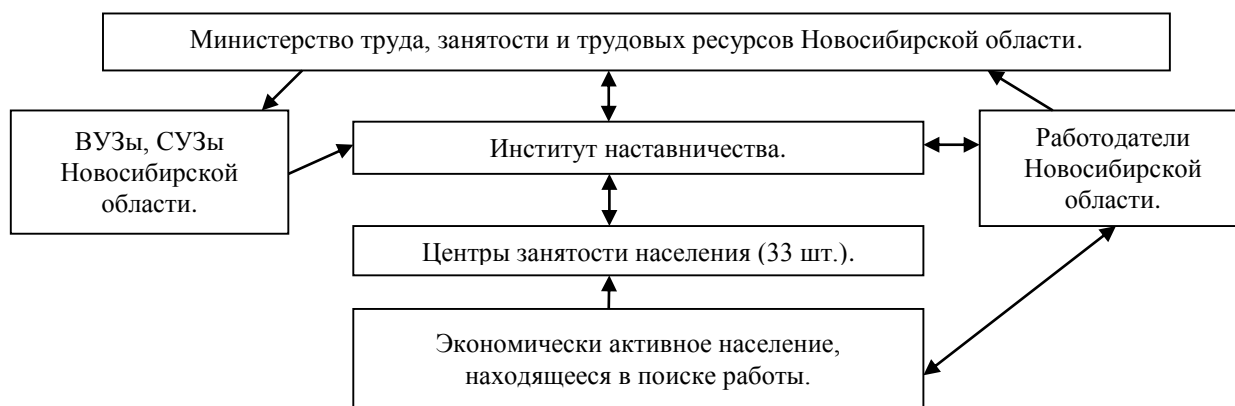 Министерство труда, занятости и трудовых ресурсов Новосибирской области.
ВУЗы, СУЗы
Новосибирской
области.
Институт наставничества.
Работодатели
Новосибирской
области.
Центры занятости населения (33 шт.).
Экономически активное население,
находящееся в поиске работы.